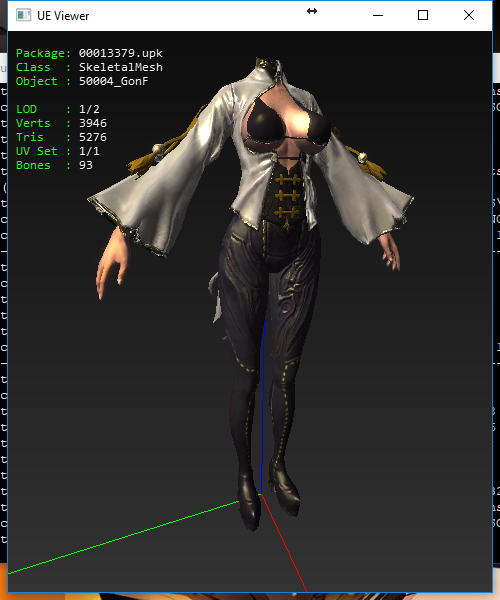 UE Viewer
Package: 00013379.upk
Class : SkeletalMesh
Object : 50004_GonF
LOD : 1/2
Verts : 3946
Tris : 5276
UV Set : 1/1
Bones : 93